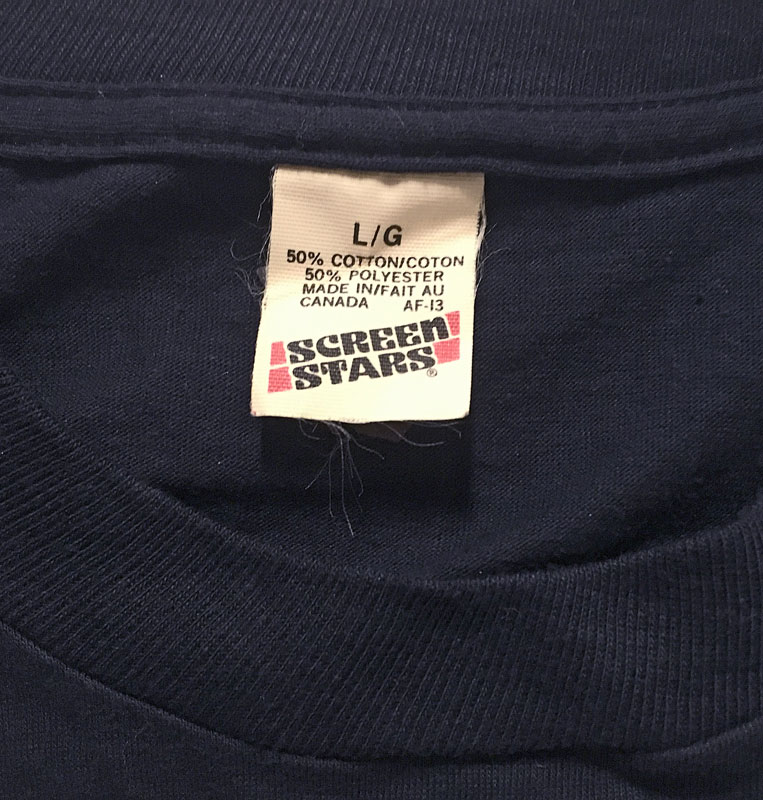 L/G
50% COTTON/COTON
50% POLYESTER
MADE IN/FAIT AU
CANADA AF-13
SCREEN
STARS®